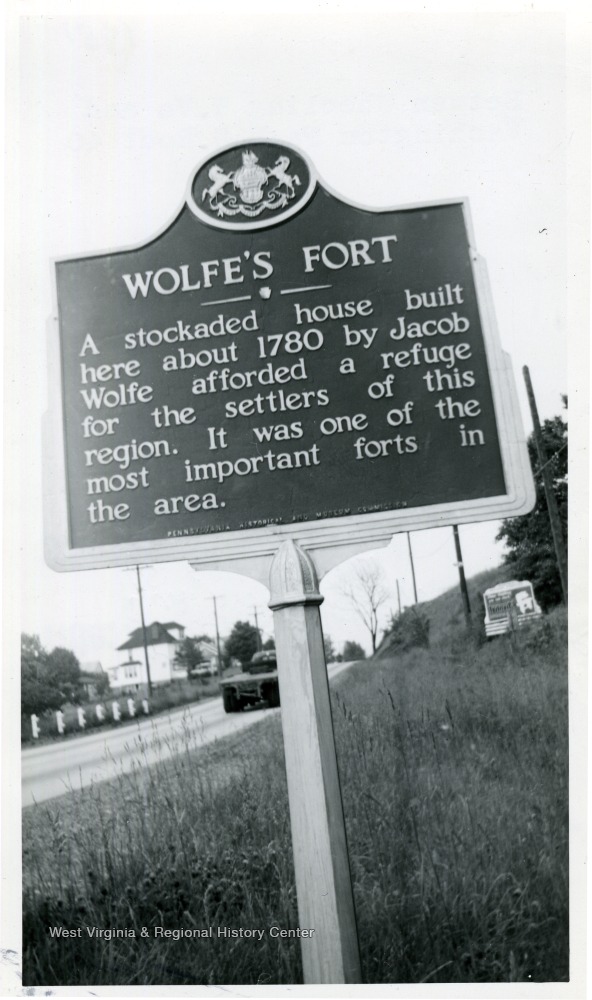 WOLFE'S FORT
A stockaded house built
here about 1780 by Jacob
Wolfe afforded a refuge
for the settlers of this
region. It was one of the
most important forts in
the area.
PENNSYLVANIA HISTORICAL AND MUSEUM COMMISSION
West Virginia & Regional History Center